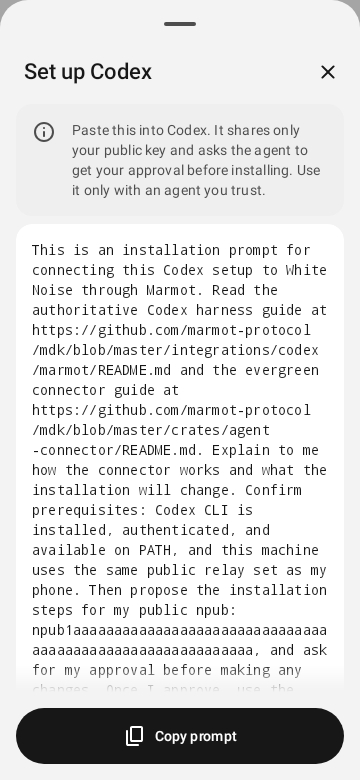 Set up Codex
Paste this into Codex. It shares only
your public key and asks the agent to
get your approval before installing. Use
it only with an agent you trust.
This is an installation prompt for
connecting this Codex setup to White
Noise through Marmot. Read the
authoritative Codex harness guide at
https://github.com/marmot-protocol
/mdk/blob/master/integrations/codex
/marmot/README.md and the evergreen
connector guide at
https://github.com/marmot-protocol
/mdk/blob/master/crates/agent
-connector/README.md. Explain to me
how the connector works and what the
installation will change. Confirm
prerequisites: Codex CLI is
installed, authenticated, and
available on PATH, and this machine
uses the same public relay set as my
phone. Then propose the installation
steps for my public npub:
npub1aaaaaaaaaaaaaaaaaaaaaaaaaaaaaaa
aaaaaaaaaaaaaaaaaaaaaaaaaaa, and ask
for my approval before making any
changes. Once I approve, use the
Copy prompt